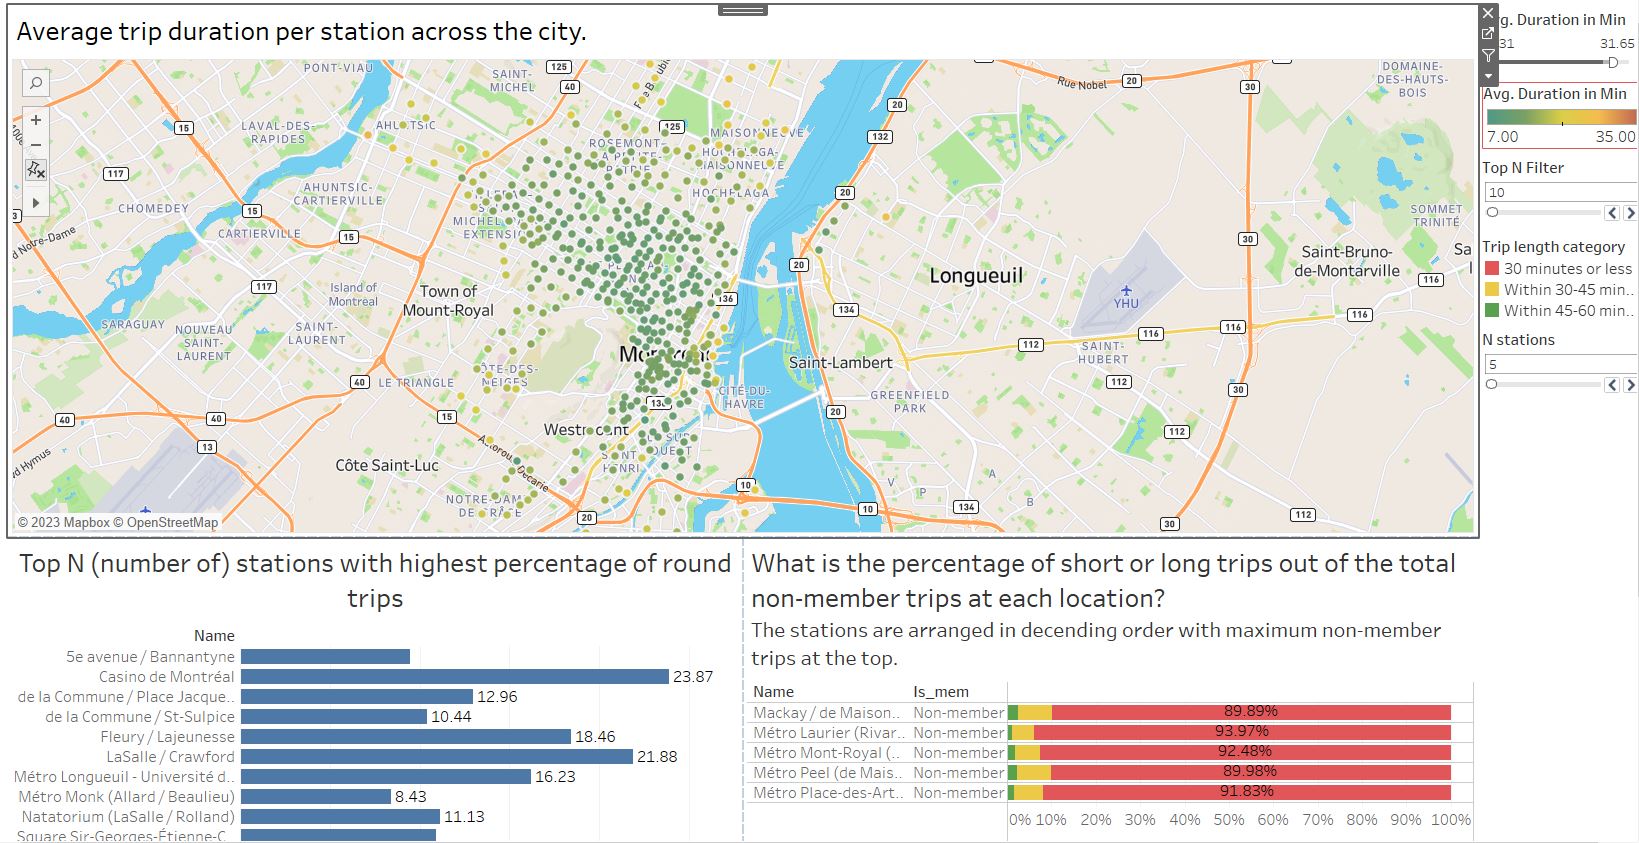 Average trip duration per station across the city.
PONT-VIAU
SAINT-
MICHEL
125
40
Rue Nobel
20
30
DOMAINE-
DES-HAUTS-
BOIS
15
LAVAL-DES-
RAPIDES
125
20
132
ROSEMONT
MAISONNEUVE
117
AHUNTSIC-
CARTIERVILLE
HOCHELAGA
20
CHOMEDEY
15
CARTIERVILLE
15
MICHEL
EXTENSION
SOMMET
TRINITÉ
d Notre-Dame
30
Saint-Bruno-
de-Montarville
116
117
Island of
Montreal
Town of
Mount-Royal
20
Longueuil
YHU
136
134
116
116
116
SARAGUAY
NOUVEAU
SAINT-
LAURENT
SAINT-
LAURENT
112
SAINT-
HUBERT
Saint-Lambert
40
LE TRIANGLE
CITÉ-DU-
HAVRE
112
30
GREENFIELD
PARK
40
40
15
20
112
13
Côte Saint-Luc
d Hymus
NOTRE-DAME-
DE-GRÂCE
10
A
P
B
20
10
134
30
112
© 2023 Mapbox © OpenStreetMap
Avg. Duration in Min
31.65
Avg. Duration in Min
7.00 35.00
Top N Filter
10
Trip length category
30 minutes or less
Within 30-45 min..
Within 45-60 min..
N stations
5
Top N (number of) stations with highest percentage of round
trips
Name
5e avenue / Bannantyne
Casino de Montréal 23.87
de la Commune / Place Jacque.. 12.96
de la Commune / St-Sulpice 10.44
Fleury / Lajeunesse 18.46
LaSalle / Crawford 21.88
Métro Longueuil - Université d.. 16.23
Métro Monk (Allard / Beaulieu) 8.43
Natatorium (LaSalle / Rolland) 11.13
Square Sir-Georges-Étienne-C..
What is the percentage of short or long trips out of the total
non-member trips at each location?
The stations are arranged in decending order with maximum non-member
trips at the top.
Name Is_mem
Mackay / de Maison.. Non-member 89.89%
Métro Laurier (Rivar.. Non-member 93.97%
Métro Mont-Royal (.. Non-member 92.48%
Métro Peel (de Mais.. Non-member 89.98%
Métro Place-des-Art.. Non-member 91.83%
0% 10% 20% 30% 40% 50% 60% 70% 80% 90% 100%